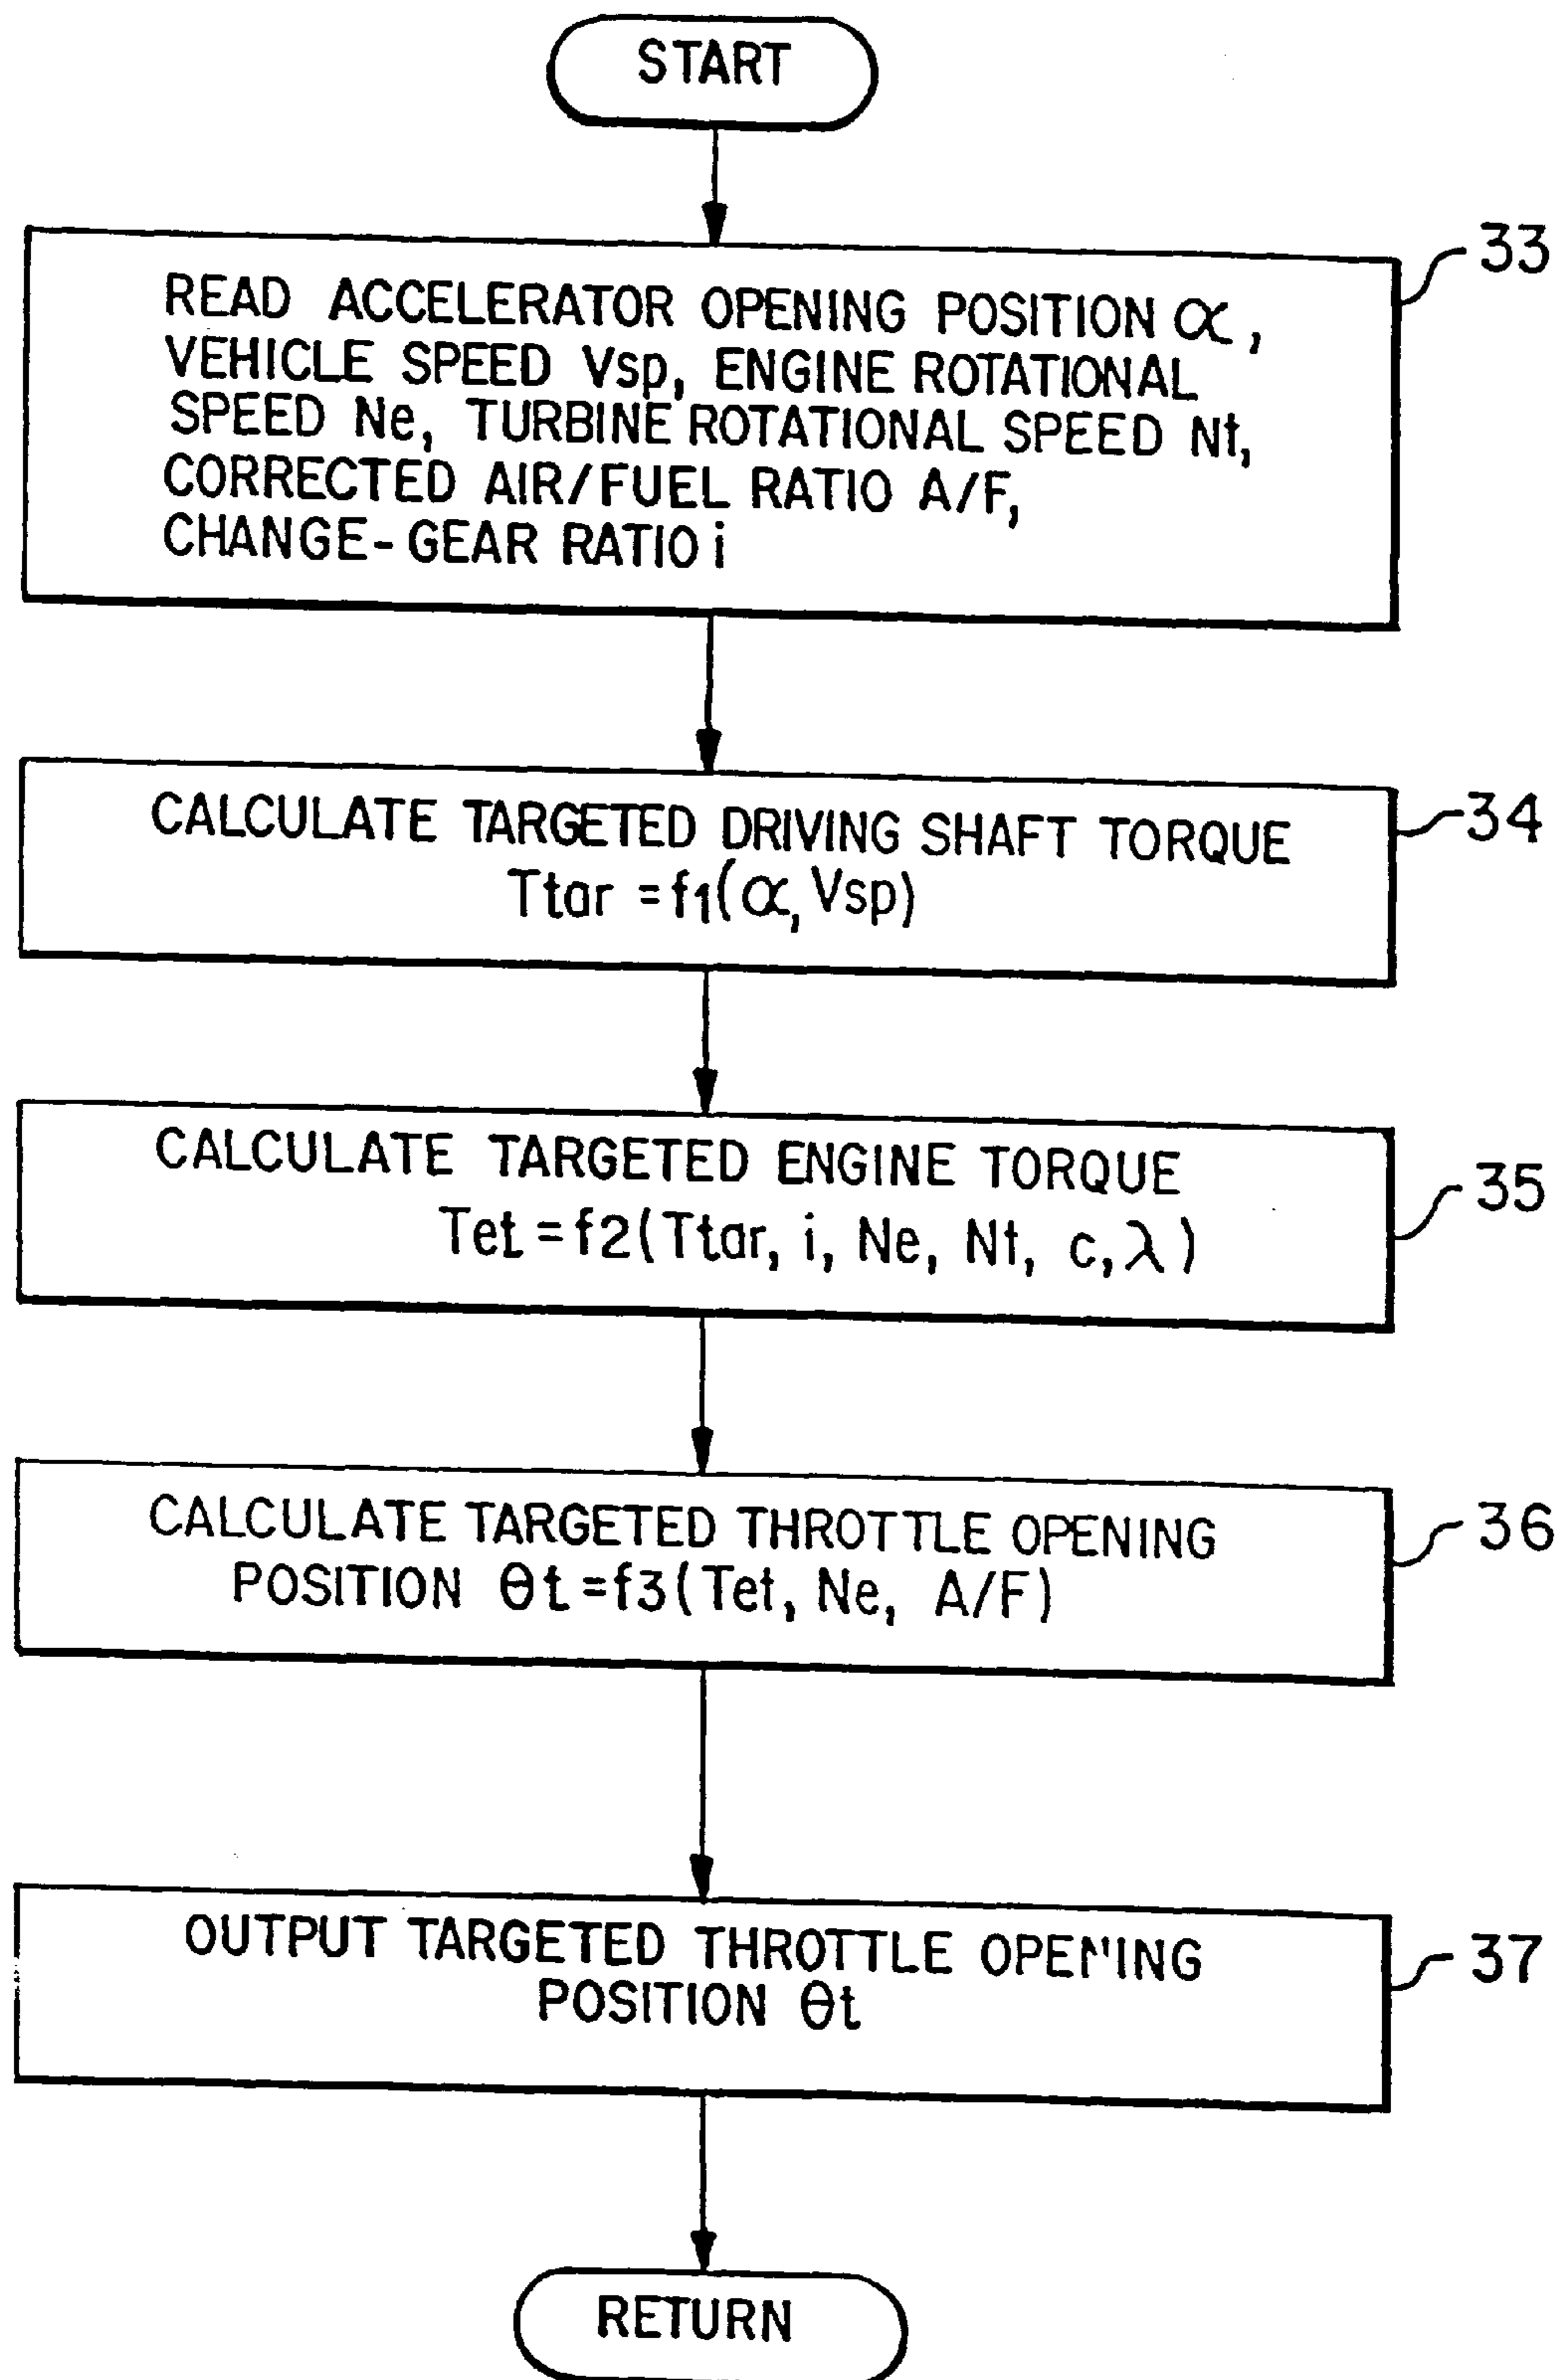 START
33
READ ACCELERATOR OPENING POSITION α,
VEHICLE SPEED Vsp, ENGINE ROTATIONAL
SPEED Ne, TURBINE ROTATIONAL SPEED Nt,
CORRECTED AIR/FUEL RATIO A/F,
CHANGE-GEAR RATIO i
34
CALCULATE TARGETED DRIVING SHAFT TORQUE
Ttar = f1(α, Vsp)
35
CALCULATE TARGETED ENGINE TORQUE
Tet = f2(Ttar, i, Ne, Nt, c, λ)
36
CALCULATE TARGETED THROTTLE OPENING
POSITION θt = f3(Tet, Ne, A/F)
37
OUTPUT TARGETED THROTTLE OPENING
POSITION θt
RETURN